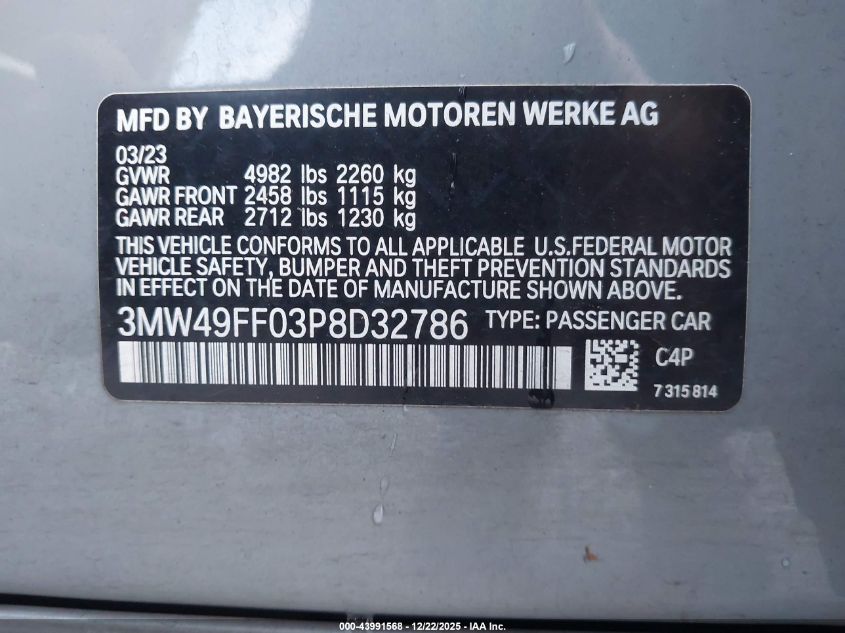 MFD BY BAYERISCHE MOTOREN WERKE AG
03/23
GVWR 4982 lbs 2260 kg
GAWR FRONT 2458 lbs 1115 kg
GAWR REAR 2712 lbs 1230 kg
THIS VEHICLE CONFORMS TO ALL APPLICABLE U.S.FEDERAL MOTOR
VEHICLE SAFETY, BUMPER AND THEFT PREVENTION STANDARDS
IN EFFECT ON THE DATE OF MANUFACTURE SHOWN ABOVE.
3MW49FF03P8D32786 TYPE: PASSENGER CAR
C4P
7 315 814
000-43991568 - 12/22/2025 - IAA Inc.